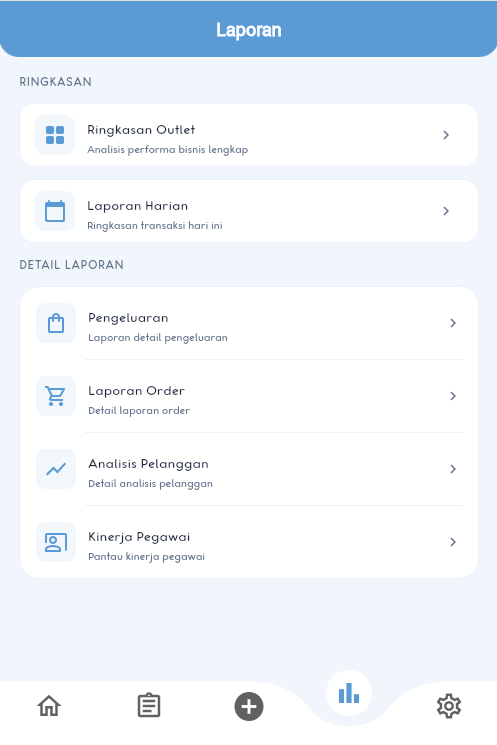 Laporan
RINGKASAN
Ringkasan Outlet
Analisis performa bisnis lengkap
Laporan Harian
Ringkasan transaksi hari ini
DETAIL LAPORAN
Pengeluaran
Laporan detail pengeluaran
Laporan Order
Detail laporan order
Analisis Pelanggan
Detail analisis pelanggan
Kinerja Pegawai
Pantau kinerja pegawai